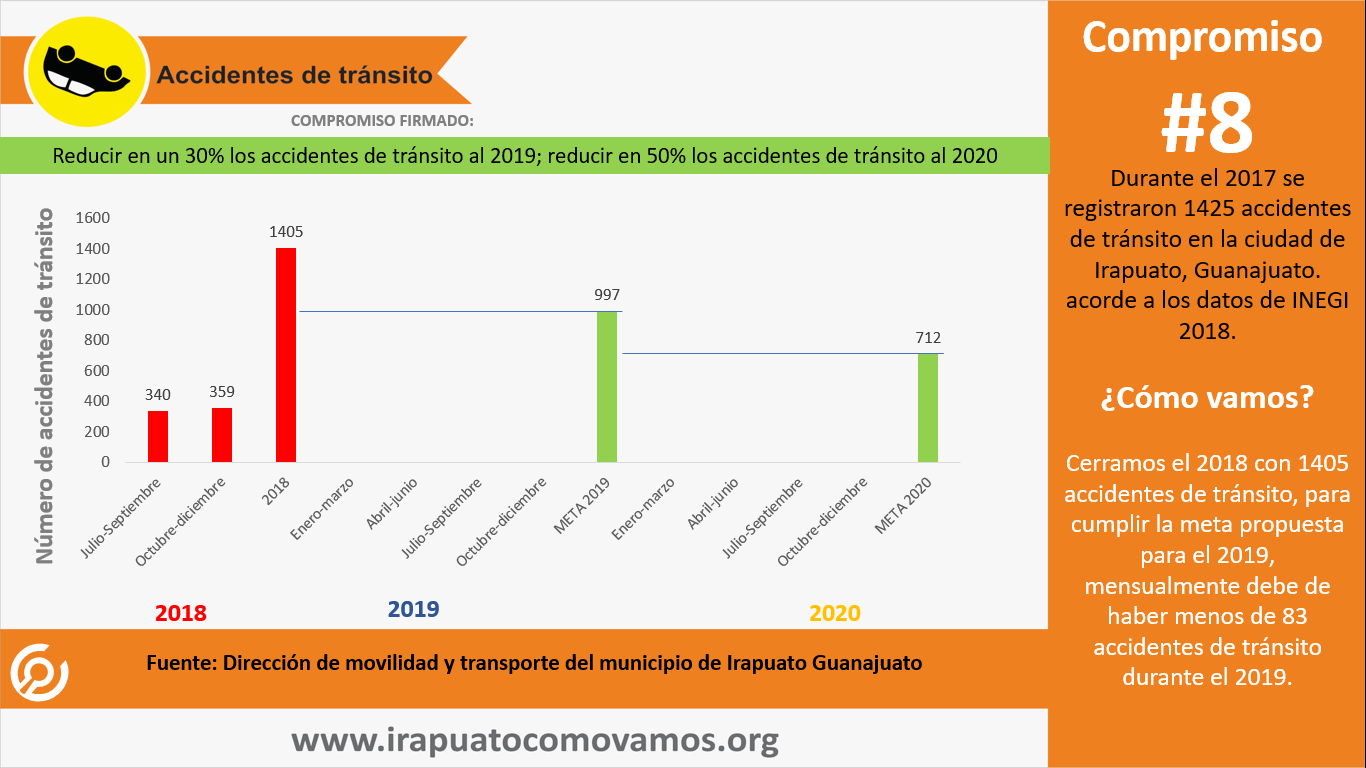 Accidentes de tránsito
COMPROMISO FIRMADO:
Reducir en un 30% los accidentes de tránsito al 2019; reducir en 50% los accidentes de tránsito al 2020
Número de accidentes de tránsito
1600
1400
1200
1000
800
600
400
200
0
340
359
1405
997
712
Julio-Septiembre
Octubre-diciembre
2018
Enero-marzo
Abril-junio
Julio-Septiembre
Octubre-diciembre
META 2019
Enero-marzo
Abril-junio
Julio-Septiembre
Octubre-diciembre
META 2020
2018
2019
2020
Fuente: Dirección de movilidad y transporte del municipio de Irapuato Guanajuato
www.irapuatocomovamos.org
Compromiso
#8
Durante el 2017 se
registraron 1425 accidentes
de tránsito en la ciudad de
Irapuato, Guanajuato.
acorde a los datos de INEGI
2018.
¿Cómo vamos?
Cerramos el 2018 con 1405
accidentes de tránsito, para
cumplir la meta propuesta
para el 2019,
mensualmente debe de
haber menos de 83
accidentes de tránsito
durante el 2019.